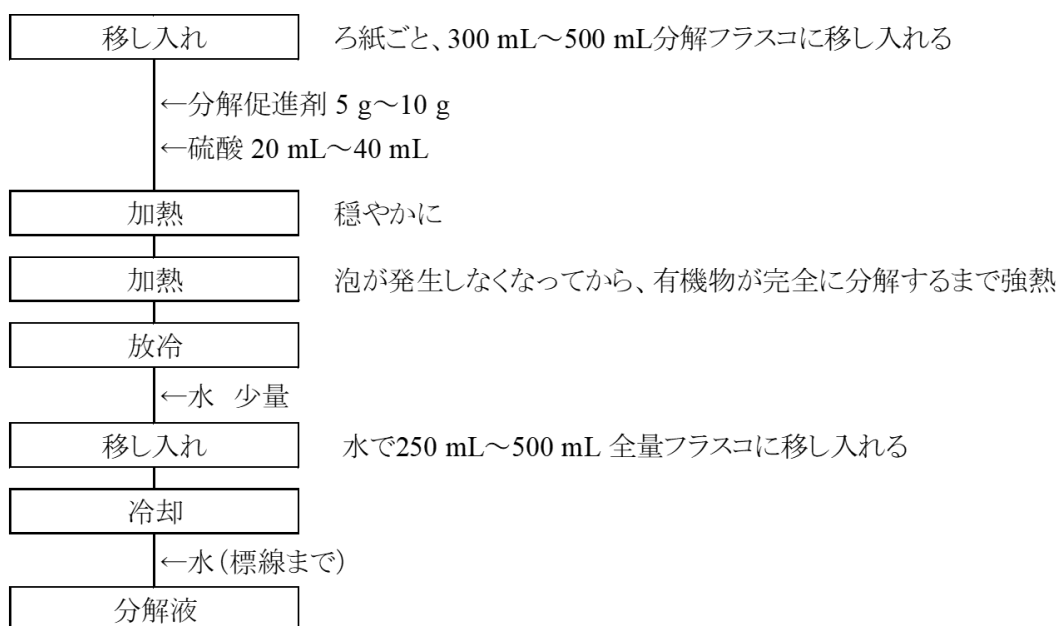 移し入れ ろ紙ごと、300 mL～500 mL分解フラスコに移し入れる
←分解促進剤 5 g～10 g
←硫酸 20 mL～40 mL
加熱 穏やかに
加熱 泡が発生しなくなってから、有機物が完全に分解するまで強熱
放冷
←水 少量
移し入れ 水で250 mL～500 mL 全量フラスコに移し入れる
冷却
←水(標線まで)
分解液